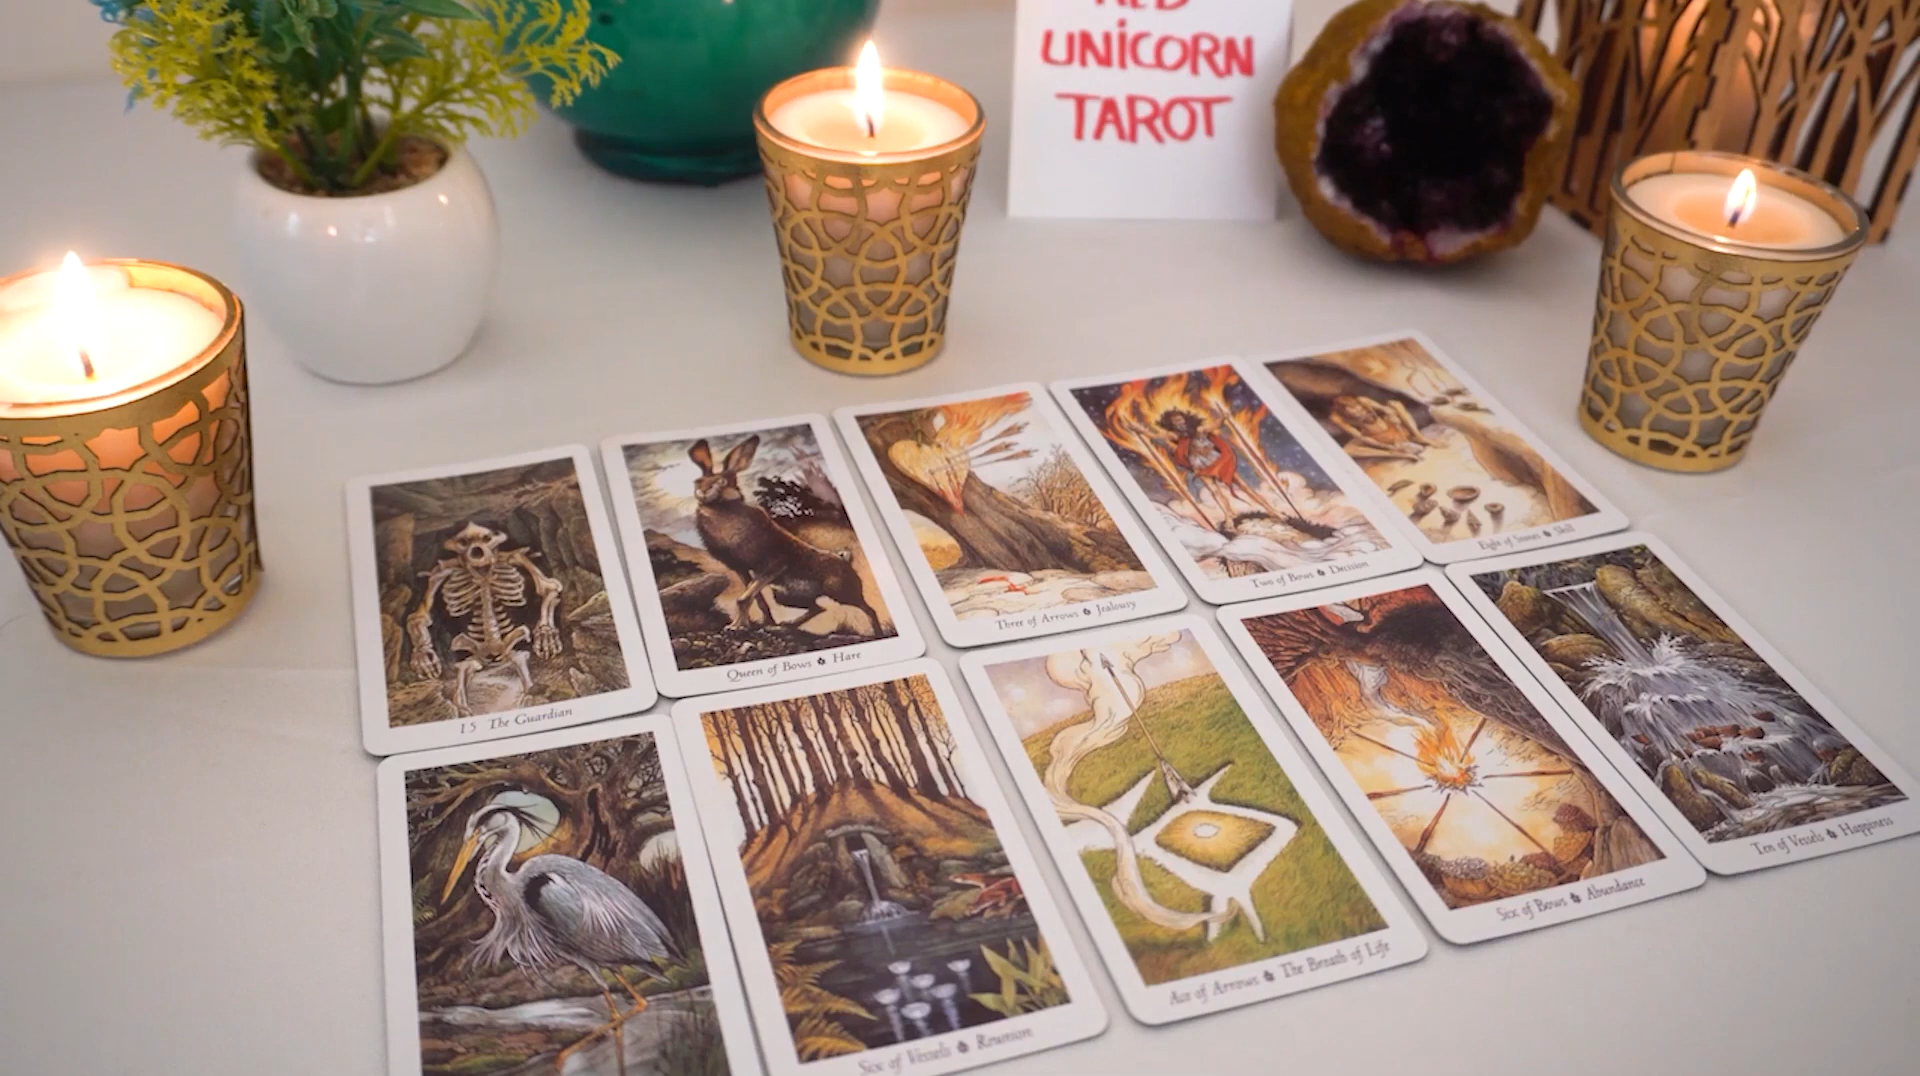 RED
UNICORN
TAROT
15 The Guardian
Queen of Bows Hare
Three of Arrows Jealousy
Two of Bows Decision
Eight of Stones Skill
Six of Vessels Reunion
Ace of Arrows The Breath of Life
Six of Bows Abundance
Ten of Vessels Happiness